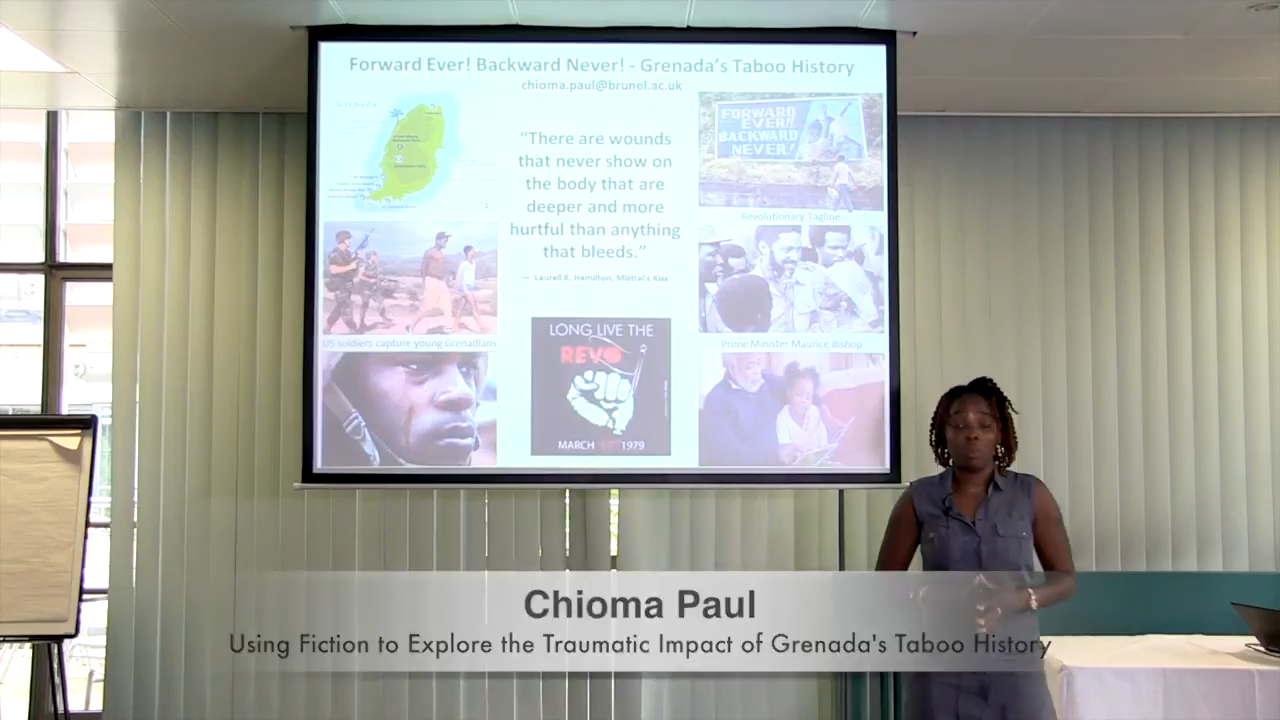 Forward Ever! Backward Never! - Grenada's Taboo History
chioma.paul@brunel.ac.uk
Grenada
"There are wounds
that never show on
the body that are
deeper and more
hurtful than anything
that bleeds."
— Laurell K. Hamilton, Mistral's Kiss
FORWARD
EVER!!
BACKWARD
NEVER!
Revolutionary Tagline
US soldiers capture young Grenadians
Prime Minister Maurice Bishop
LONG LIVE THE
REVO
MARCH 13 1979
Chioma Paul
Using Fiction to Explore the Traumatic Impact of Grenada's Taboo History